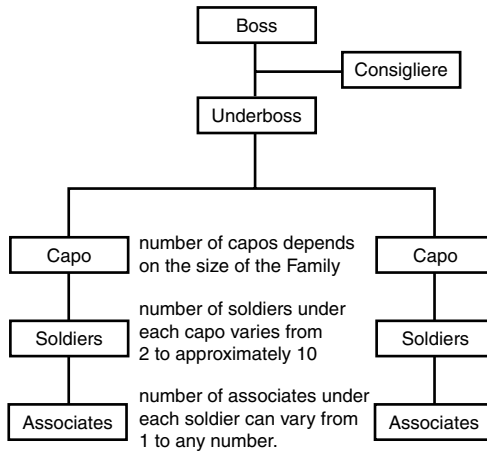 Boss
Consigliere
Underboss
Capo
number of capos depends
on the size of the Family
Capo
number of soldiers under
each capo varies from
2 to approximately 10
Soldiers
Soldiers
number of associates under
each soldier can vary from
1 to any number.
Associates
Associates